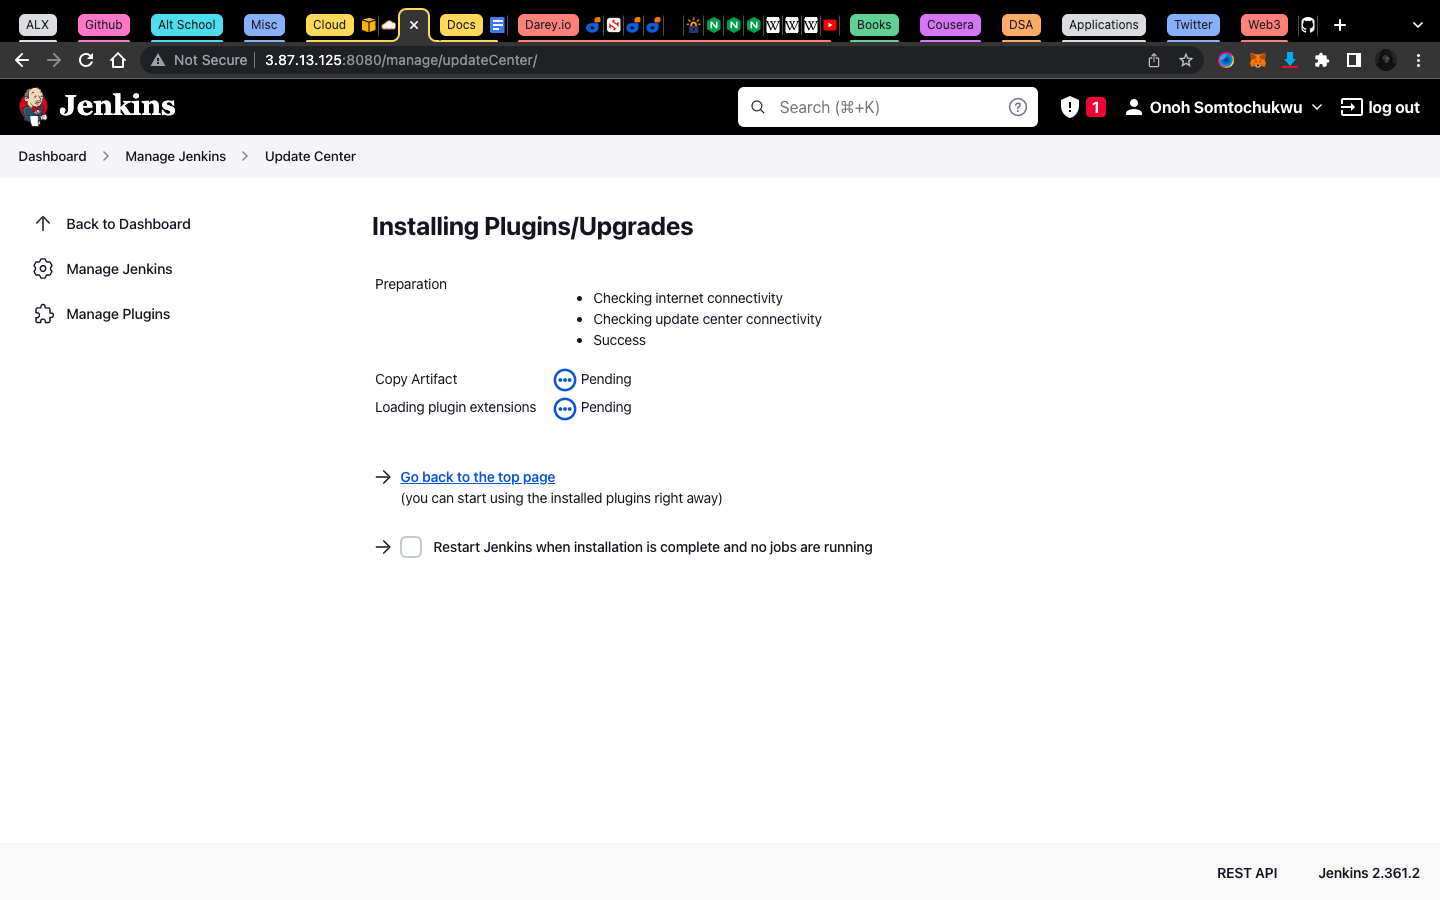 ALX Github Alt School Misc Cloud Docs Darey.io Books Cousera DSA Applications Twitter Web3
Not Secure 3.87.13.125:8080/manage/updateCenter/
Jenkins Search (⌘+K) ? 1 Onoh Somtochukwu log out
Dashboard Manage Jenkins Update Center
Back to Dashboard
Manage Jenkins
Manage Plugins
Installing Plugins/Upgrades
Preparation
Checking internet connectivity
Checking update center connectivity
Success
Copy Artifact Pending
Loading plugin extensions Pending
Go back to the top page
(you can start using the installed plugins right away)
Restart Jenkins when installation is complete and no jobs are running
REST API Jenkins 2.361.2